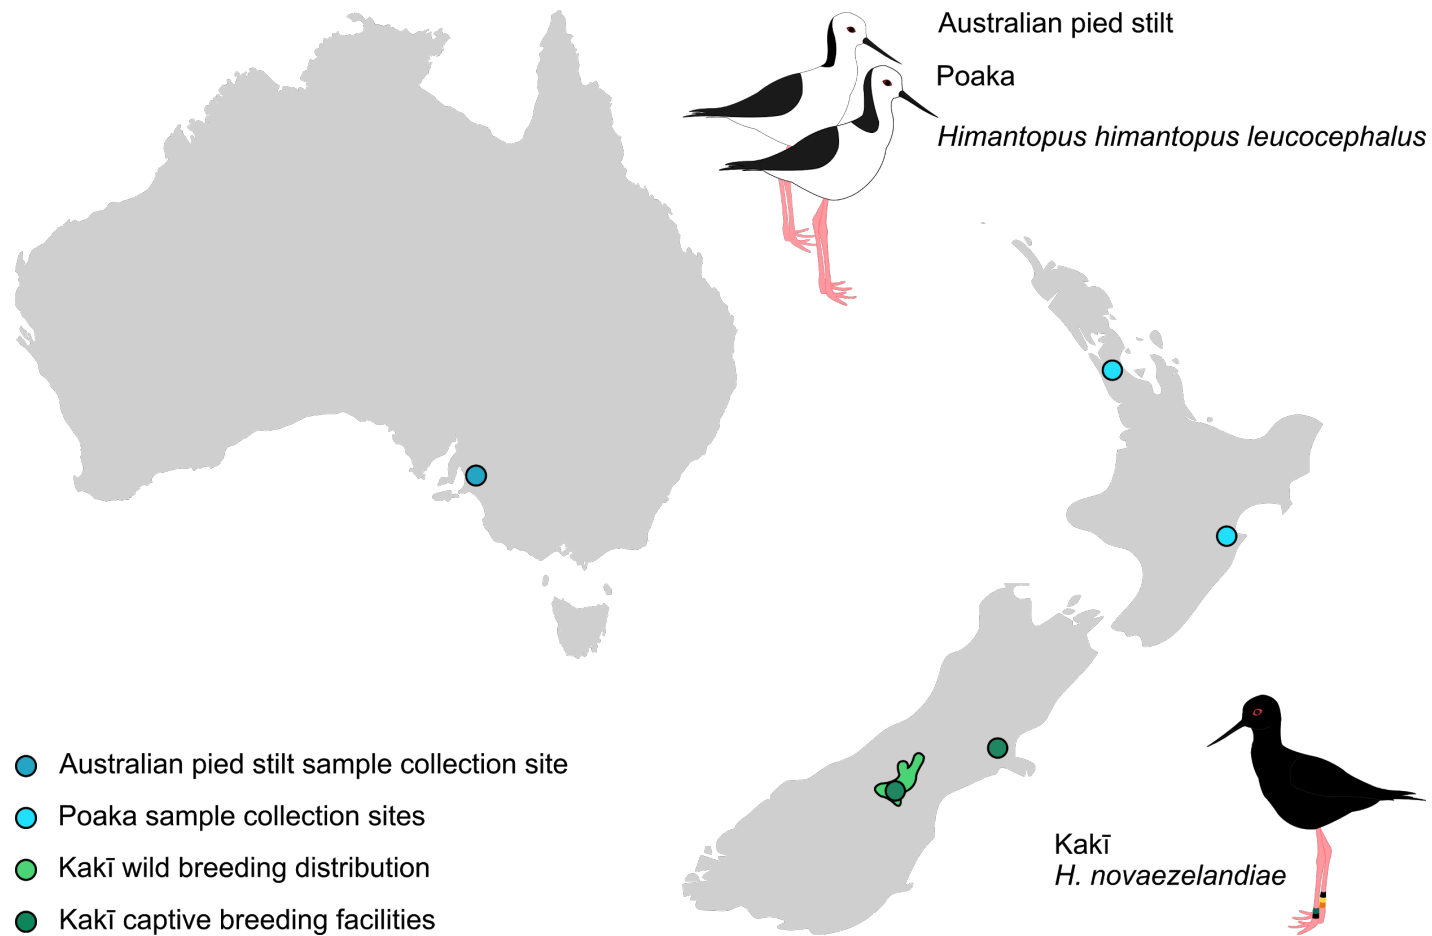 Australian pied stilt
Poaka
Himantopus himantopus leucocephalus
Australian pied stilt sample collection site
Poaka sample collection sites
Kakī wild breeding distribution
Kakī captive breeding facilities
Kakī
H. novaezelandiae